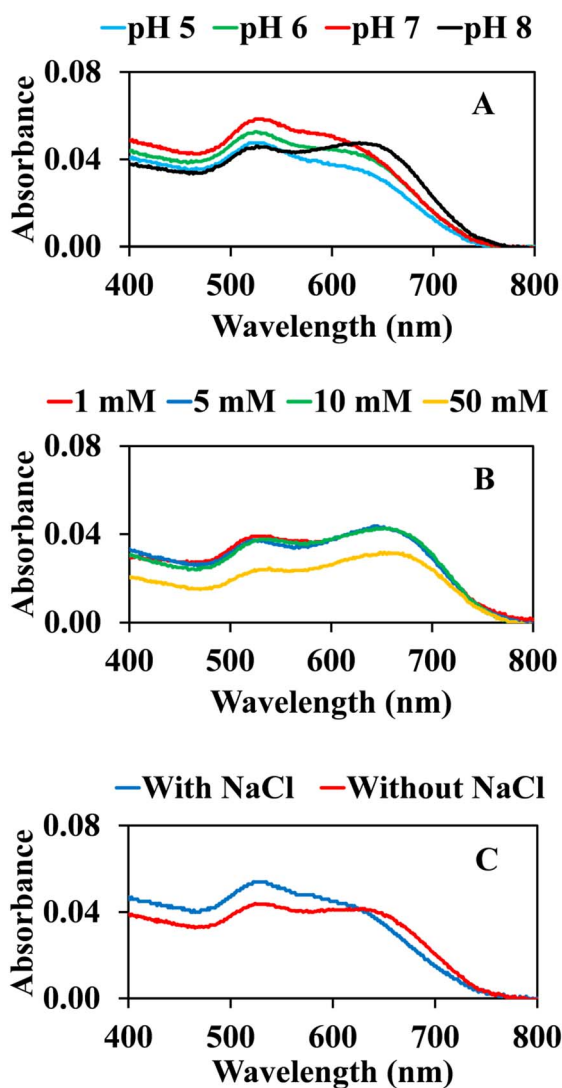 pH 5 pH 6 pH 7 pH 8
0.08
A
0.04
0.00
Absorbance
400 500 600 700 800
Wavelength (nm)
1 mM 5 mM 10 mM 50 mM
0.08
B
0.04
0.00
Absorbance
400 500 600 700 800
Wavelength (nm)
With NaCl Without NaCl
0.08
C
0.04
0.00
Absorbance
400 500 600 700 800
Wavelength (nm)